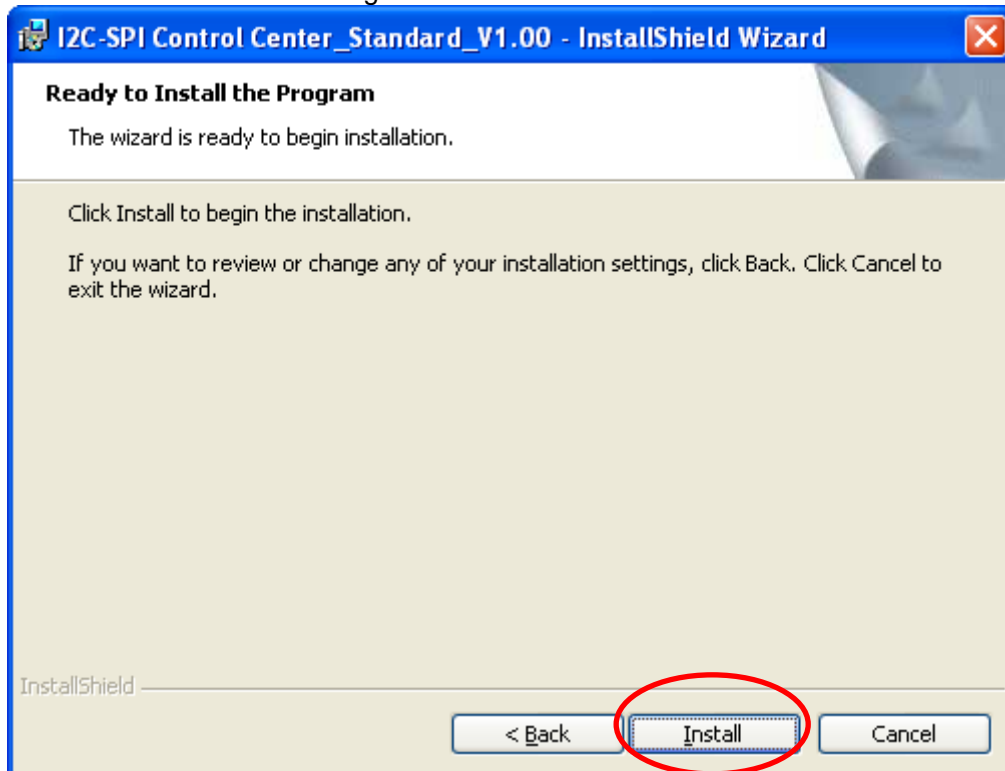 I2C-SPI Control Center_Standard_V1.00 - InstallShield Wizard
Ready to Install the Program
The wizard is ready to begin installation.
Click Install to begin the installation.
If you want to review or change any of your installation settings, click Back. Click Cancel to
exit the wizard.
InstallShield
< Back
Install
Cancel